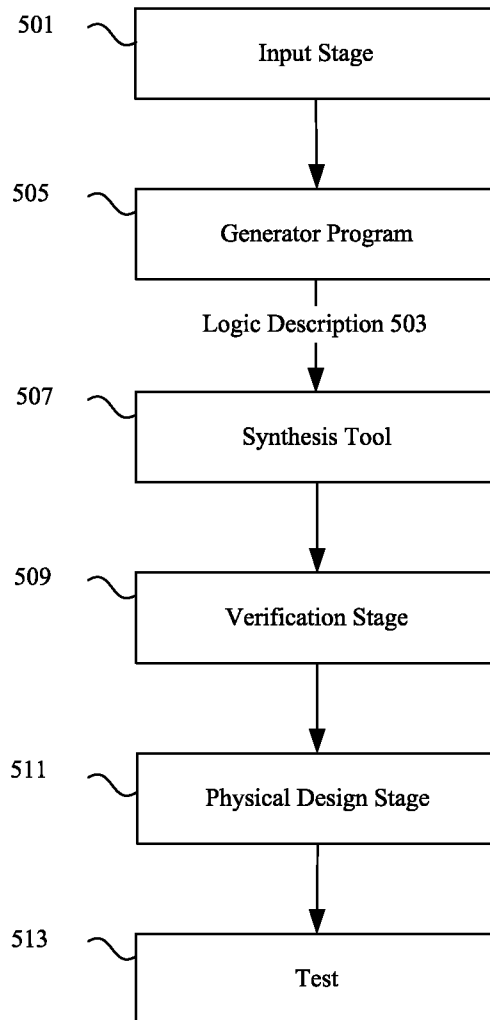 501
Input Stage
505
Generator Program
Logic Description 503
507
Synthesis Tool
509
Verification Stage
511
Physical Design Stage
513
Test